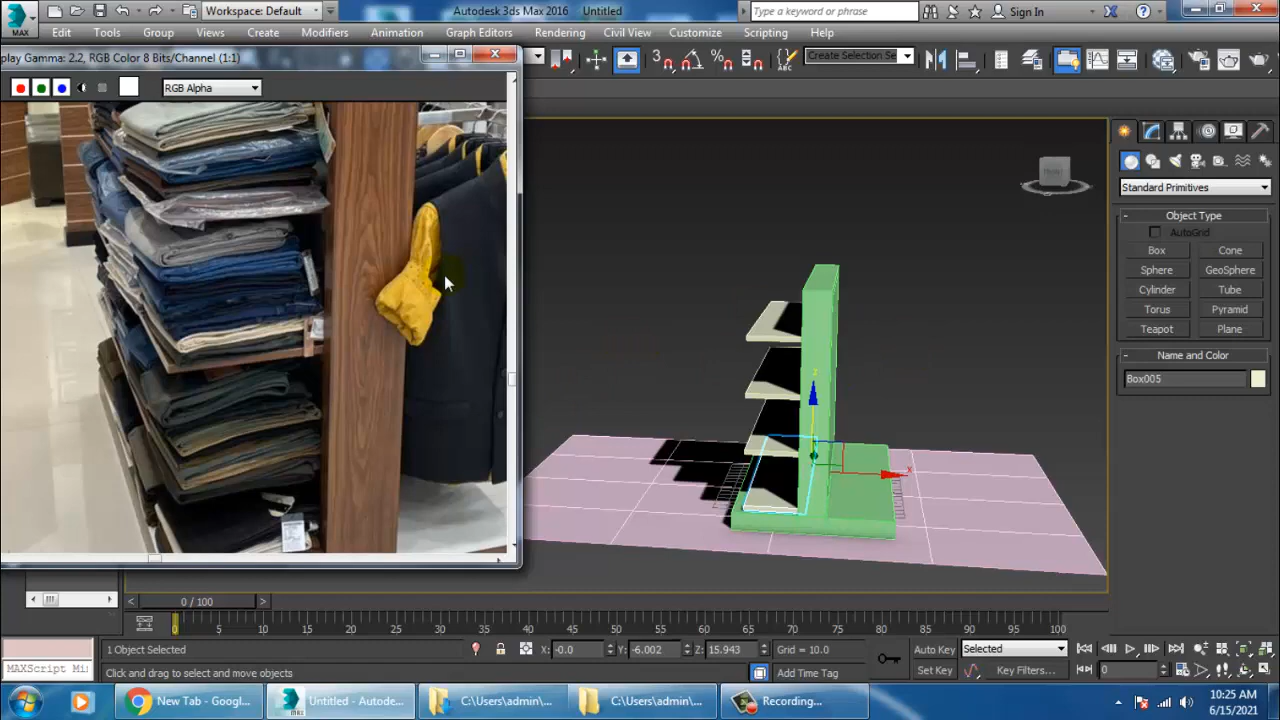 Workspace: Default
Autodesk 3ds Max 2016 Untitled
Type a keyword or phrase
Sign In
MAX
Edit Tools Group Views Create Modifiers Animation Graph Editors Rendering Civil View Customize Scripting Help
play Gamma: 2.2, RGB Color 8 Bits/Channel (1:1)
Create Selection Se
RGB Alpha
FRONT
Standard Primitives
Object Type
AutoGrid
Box Cone
Sphere GeoSphere
Cylinder Tube
Torus Pyramid
Teapot Plane
Name and Color
Box005
z
x
0 / 100
0 5 10 15 20 25 30 35 40 45 50 55 60 65 70 75 80 85 90 95 100
1 Object Selected
X: -0.0 Y: -6.002 Z: 15.943 Grid = 10.0
Auto Key Selected
MAXScript Mi
Click and drag to select and move objects
Add Time Tag
Set Key Key Filters...
0
New Tab - Googl...
Untitled - Autode...
C:\Users\admin\...
C:\Users\admin\...
Recording...
10:25 AM
6/15/2021